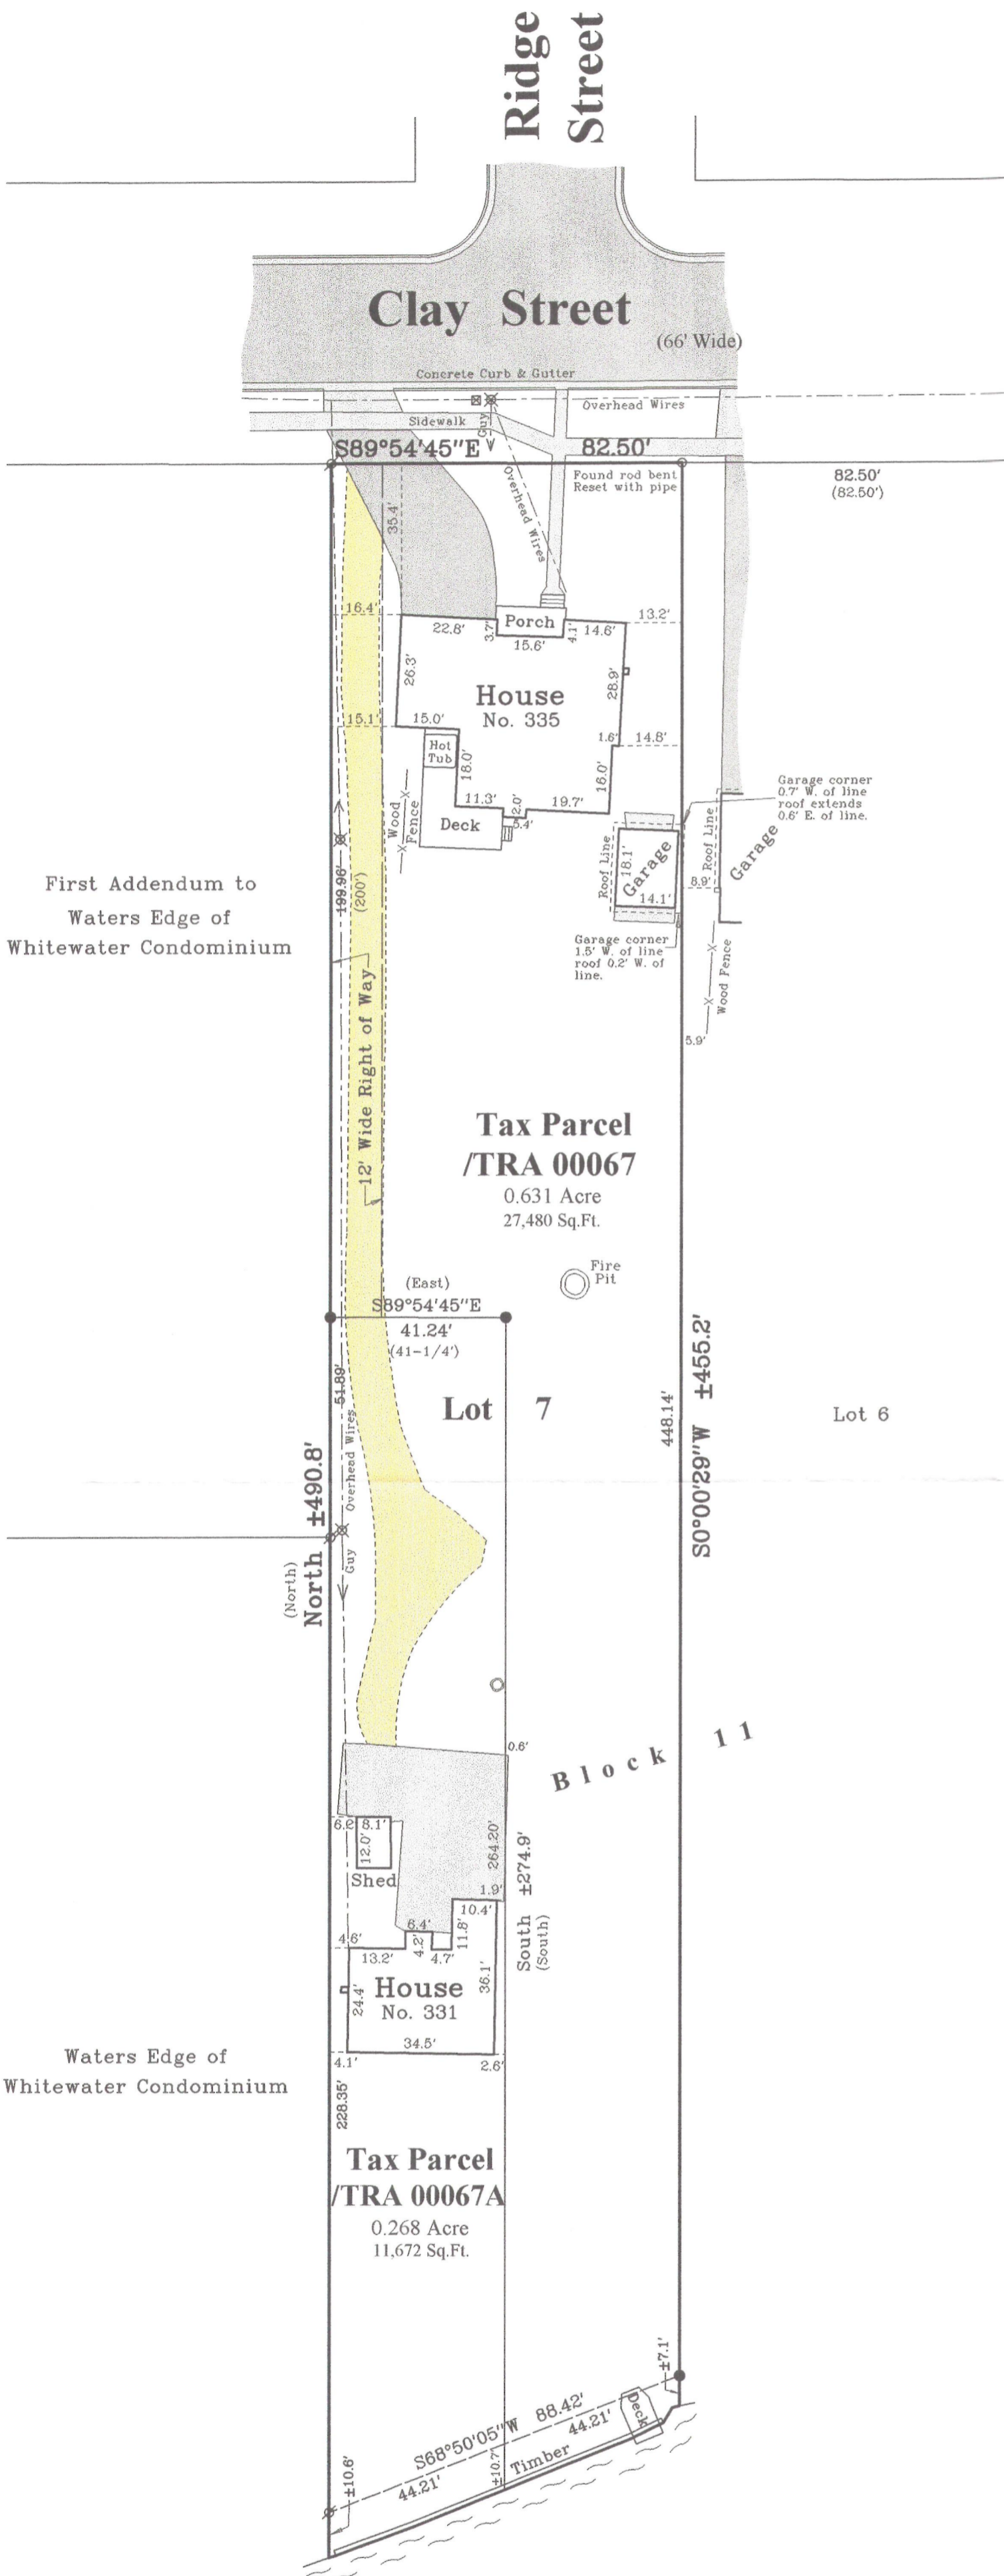 Ridge
Street
Clay Street
(66' Wide)
Concrete Curb & Gutter
Overhead Wires
Sidewalk
Guy
S89°54'45"E 82.50'
Found rod bent
Reset with pipe
82.50'
(82.50')
Overhead Wires
35.4'
16.4'
22.8'
3.7'
Porch
15.6'
4.1'
14.6'
13.2'
26.3'
House
No. 335
28.9'
15.1'
15.0'
Hot
Tub
18.0'
1.6'
14.8'
16.0'
11.3'
2.0'
5.4'
19.7'
Deck
Wood
Fence
Garage corner
0.7' W. of line
roof extends
0.6' E. of line.
Roof Line
18.1'
Garage
14.1'
Roof Line
Garage
8.9'
Garage corner
1.5' W. of line
roof 0.2' W. of
line.
Wood Fence
5.9'
First Addendum to
Waters Edge of
Whitewater Condominium
199.96'
(200')
12' Wide Right of Way
Tax Parcel
/TRA 00067
0.631 Acre
27,480 Sq.Ft.
Fire
Pit
(East)
S89°54'45"E
41.24'
(41-1/4')
51.89'
Overhead Wires
Lot 7
448.14'
S0°00'29"W ±455.2'
Lot 6
(North)
North ±490.8'
Guy
Block 11
0.6'
6.2'
8.1'
12.0'
Shed
264.20'
South ±274.9'
(South)
1.9'
10.4'
6.4'
11.8'
4.6'
13.2'
4.2'
4.7'
House
No. 331
24.4'
36.1'
34.5'
4.1'
2.6'
228.35'
Waters Edge of
Whitewater Condominium
Tax Parcel
/TRA 00067A
0.268 Acre
11,672 Sq.Ft.
±7.1'
Deck
S68°50'05"W 88.42'
44.21'
44.21'
±10.6'
±10.7'
Timber